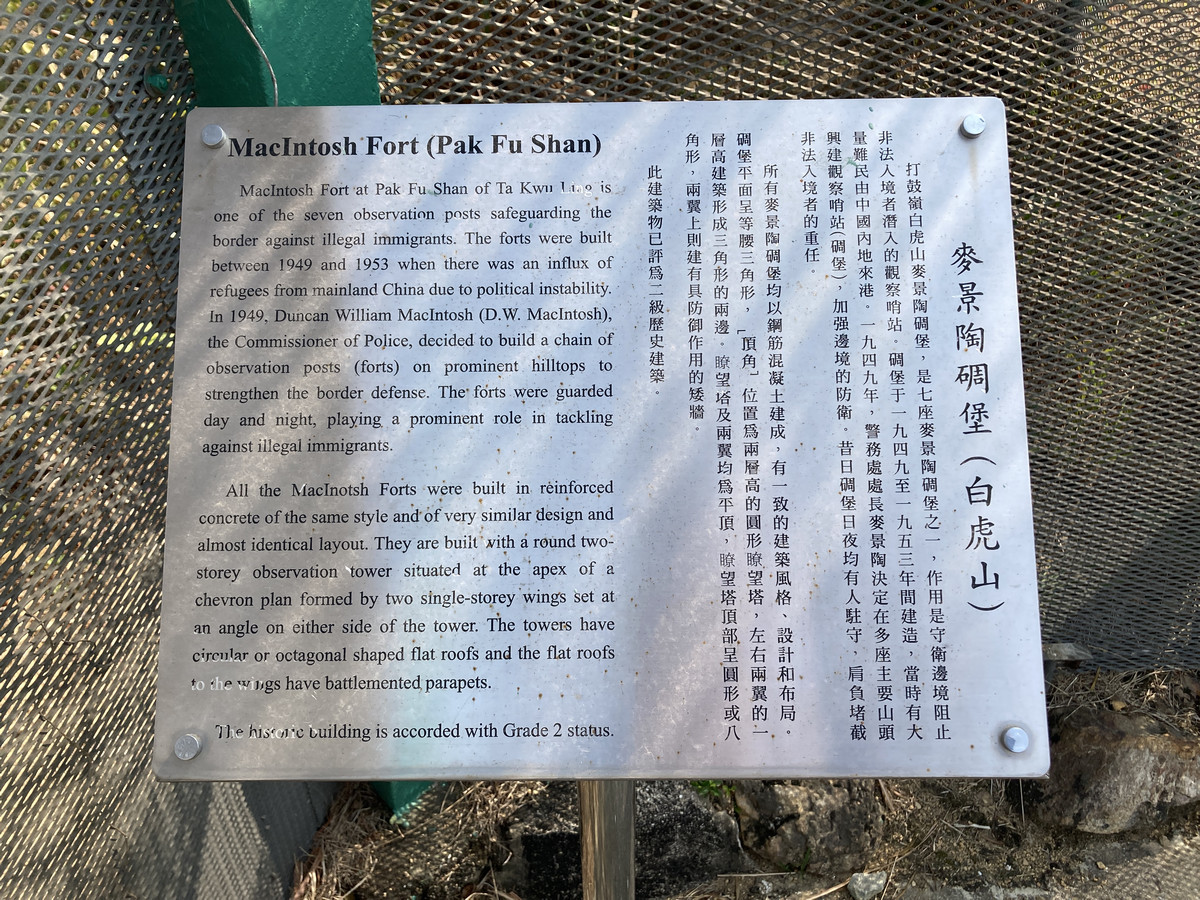 MacIntosh Fort (Pak Fu Shan)
MacIntosh Fort at Pak Fu Shan of Ta Kwu Ling is
one of the seven observation posts safeguarding the
border against illegal immigrants. The forts were built
between 1949 and 1953 when there was an influx of
refugees from mainland China due to political instability.
In 1949, Duncan William MacIntosh (D.W. MacIntosh),
the Commissioner of Police, decided to build a chain of
observation posts (forts) on prominent hilltops to
strengthen the border defense. The forts were guarded
day and night, playing a prominent role in tackling
against illegal immigrants.
All the MacInotsh Forts were built in reinforced
concrete of the same style and of very similar design and
almost identical layout. They are built with a round two-
storey observation tower situated at the apex of a
chevron plan formed by two single-storey wings set at
an angle on either side of the tower. The towers have
circular or octagonal shaped flat roofs and the flat roofs
to the wings have battlemented parapets.
The historic building is accorded with Grade 2 status.
麥景陶碉堡（白虎山）
打鼓嶺白虎山麥景陶碉堡，是七座麥景陶碉堡之一，作用是守衛邊境阻止
非法入境者潛入的觀察哨站。碉堡于一九四九至一九五三年間建造，當時有大
量難民由中國內地來港。一九四九年，警務處處長麥景陶決定在多座主要山頭
興建觀察哨站（碉堡），加强邊境的防衛。昔日碉堡日夜均有人駐守，肩負堵截
非法入境者的重任。
所有麥景陶碉堡均以鋼筋混凝土建成，有一致的建築風格、設計和布局。
碉堡平面呈等腰三角形，「頂角」位置爲兩層高的圓形瞭望塔，左右兩翼的一
層高建築形成三角形的兩邊。瞭望塔及兩翼均爲平頂，瞭望塔頂部呈圓形或八
角形，兩翼上則建有具防御作用的矮牆。
此建築物已評爲二級歷史建築。